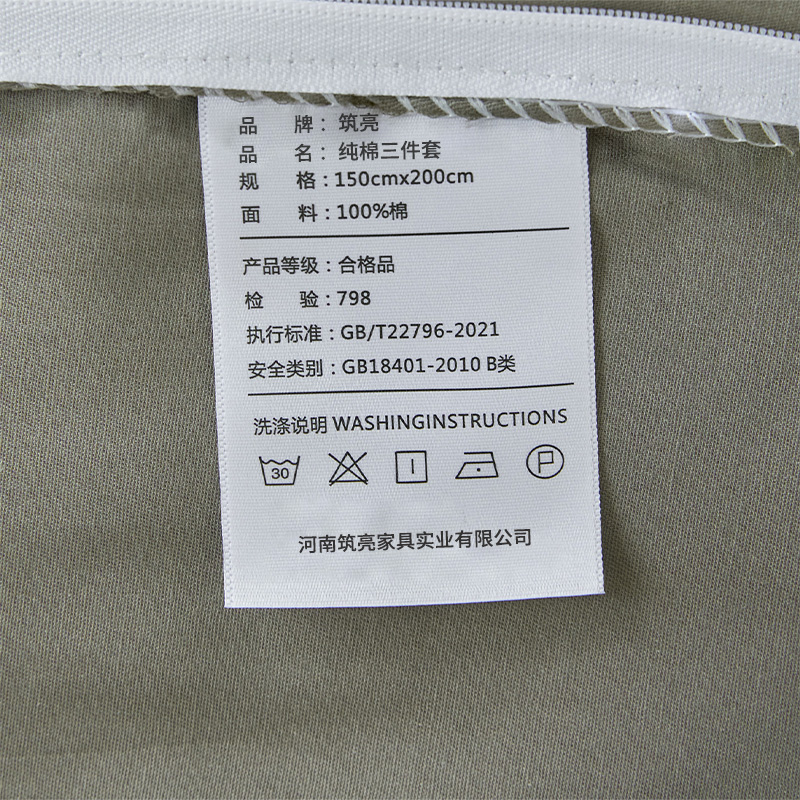 品 牌：筑亮
品 名：纯棉三件套
规 格：150cmx200cm
面 料：100%棉
产品等级：合格品
检 验：798
执行标准：GB/T22796-2021
安全类别：GB18401-2010 B类
洗涤说明 WASHINGINSTRUCTIONS
30 P
河南筑亮家具实业有限公司